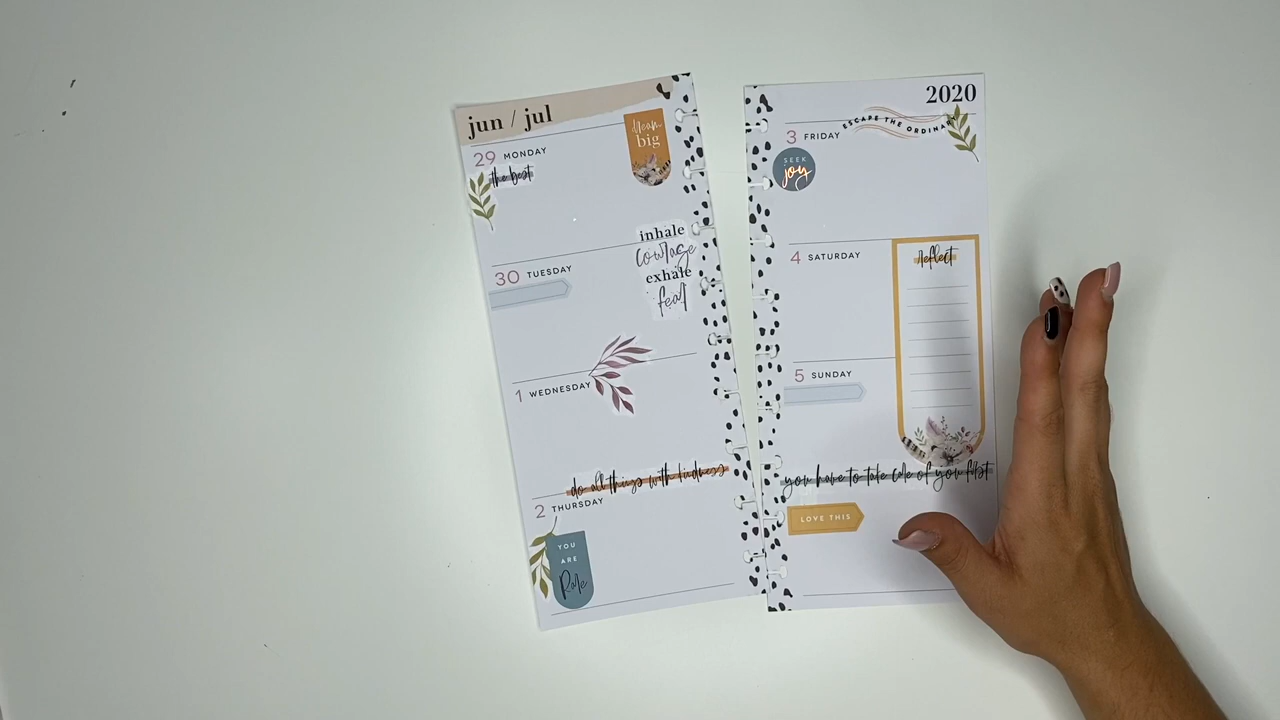 jun / jul
29 MONDAY
the best
dream
big
inhale
courage
exhale
fear
30 TUESDAY
1 WEDNESDAY
do all things with kindness
2 THURSDAY
YOU
ARE
Rare
2020
3 FRIDAY
ESCAPE THE ORDINARY
SEEK
joy
4 SATURDAY
reflect
5 SUNDAY
you have to take care of you first
LOVE THIS